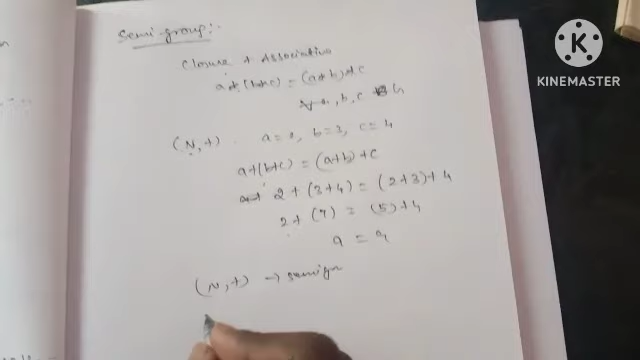 Semi-group:-
Closure + Associative
a*(b*c) = (a*b)*c
∀ a, b, c ∈ G
(N, +) a=2, b=3, c=4
a+(b+c) = (a+b)+c
2+(3+4) = (2+3)+4
2+(7) = (5)+4
9 = 9
(N, +) → semigr
K
KINEMASTER